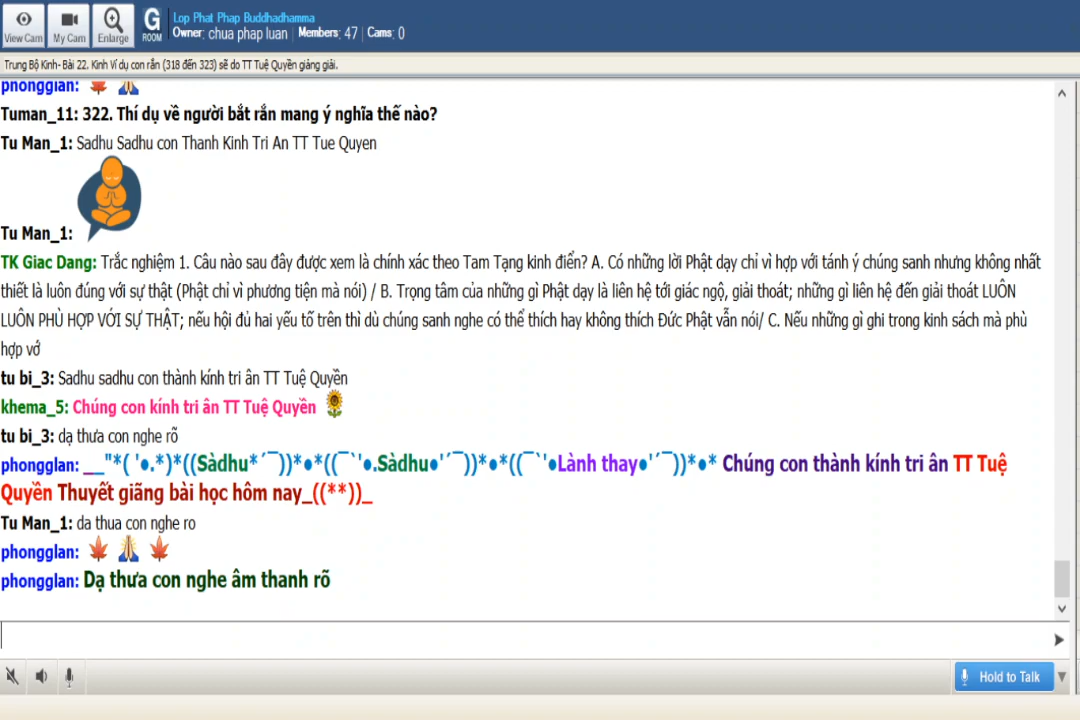 Lop Phat Phap Buddhadhamma
View Cam My Cam Enlarge G ROOM Owner: chua phap luan Members: 47 Cams: 0
Trung Bộ Kinh- Bài 22. Kinh Ví dụ con rắn (318 đến 323) sẽ do TT Tuệ Quyền giảng giải.
phongglan:
Tuman_11: 322. Thí dụ về người bắt rắn mang ý nghĩa thế nào?
Tu Man_1: Sadhu Sadhu con Thanh Kinh Tri An TT Tue Quyen
Tu Man_1:
TK Giac Dang: Trắc nghiệm 1. Câu nào sau đây được xem là chính xác theo Tam Tạng kinh điển? A. Có những lời Phật dạy chỉ vì hợp với tánh ý chúng sanh nhưng không nhất
thiết là luôn đúng với sự thật (Phật chỉ vì phương tiện mà nói) / B. Trọng tâm của những gì Phật dạy là liên hệ tới giác ngộ, giải thoát; những gì liên hệ đến giải thoát LUÔN
LUÔN PHÙ HỢP VỚI SỰ THẬT; nếu hội đủ hai yếu tố trên thì dù chúng sanh nghe có thể thích hay không thích Đức Phật vẫn nói/ C. Nếu những gì ghi trong kinh sách mà phù
hợp vớ
tu bi_3: Sadhu sadhu con thành kính tri ân TT Tuệ Quyền
khema_5: Chúng con kính tri ân TT Tuệ Quyền
tu bi_3: dạ thưa con nghe rõ
phongglan: __"*( '●.*)*((Sàdhu*´¯))*●*((¯`'●.Sàdhu●'´¯))*●*((¯`'●Lành thay●'´¯))*●* Chúng con thành kính tri ân TT Tuệ
Quyền Thuyết giãng bài học hôm nay_((**))_
Tu Man_1: da thua con nghe ro
phongglan:
phongglan: Dạ thưa con nghe âm thanh rõ
Hold to Talk